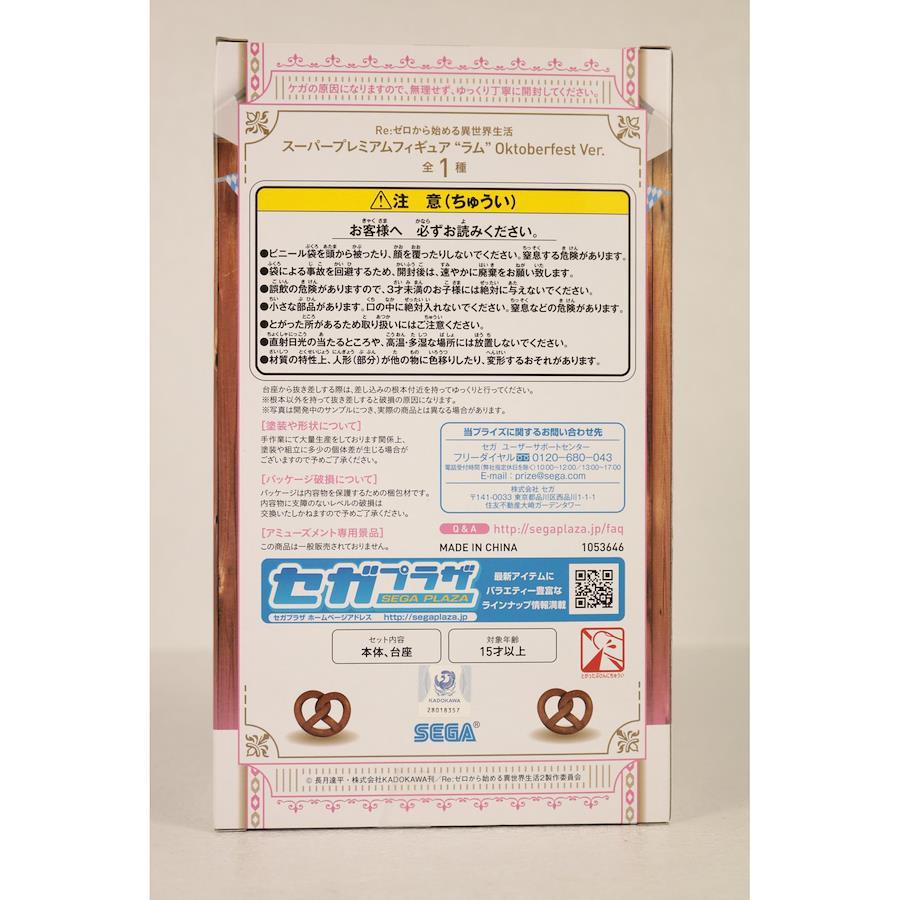 ケガの原因になりますので、無理せず、ゆっくり丁寧に開封してください。
Re:ゼロから始める異世界生活
スーパープレミアムフィギュア“ラム” Oktoberfest Ver.
全1種
注 意(ちゅうい)
お客様へ 必ずお読みください。
●ビニール袋を頭から被ったり、顔を覆ったりしないでください。窒息する危険があります。
●袋による事故を回避するため、開封後は、速やかに廃棄をお願い致します。
●誤飲の危険がありますので、3才未満のお子様には絶対に与えないでください。
●小さな部品があります。口の中に絶対入れないでください。窒息などの危険があります。
●とがった所があるため取り扱いにはご注意ください。
●直射日光の当たるところや、高温・多湿な場所には放置しないでください。
●材質の特性上、人形(部分)が他の物に色移りしたり、変形するおそれがあります。
台座から抜き差しする際は、差し込みの根本付近を持ってゆっくりと行ってください。
※根本以外を持って抜き差しすると破損の原因になります。
※写真は開発中のサンプルにつき、実際の商品とは異なる場合があります。
[塗装や形状について]
手作業にて大量生産をしております関係上、
塗装や組立に多少の個体差が生じる場合が
ございますので予めご了承ください。
[パッケージ破損について]
パッケージは内容物を保護するための梱包材です。
内容物に支障のないレベルの破損は
交換いたしかねますので予めご了承ください。
[アミューズメント専用景品]
この商品は一般販売されておりません。
当プライズに関するお問い合わせ先
セガ ユーザーサポートセンター
フリーダイヤル 0120-680-043
電話受付時間(弊社指定休日を除く)10:00~12:00/13:00~17:00
E-mail : prize@sega.com
株式会社 セガ
〒141-0033 東京都品川区西品川1-1-1
住友不動産大崎ガーデンタワー
Q & A http://segaplaza.jp/faq
MADE IN CHINA 1053646
セガプラザ
SEGA PLAZA
セガプラザ ホームページアドレス http://segaplaza.jp/
最新アイテムに
バラエティー豊富な
ラインナップ情報満載
セット内容
本体、台座
対象年齢
15才以上
とがったぶひんにちゅうい
KADOKAWA
28018357
SEGA®
© 長月達平・株式会社KADOKAWA刊/Re:ゼロから始める異世界生活2製作委員会